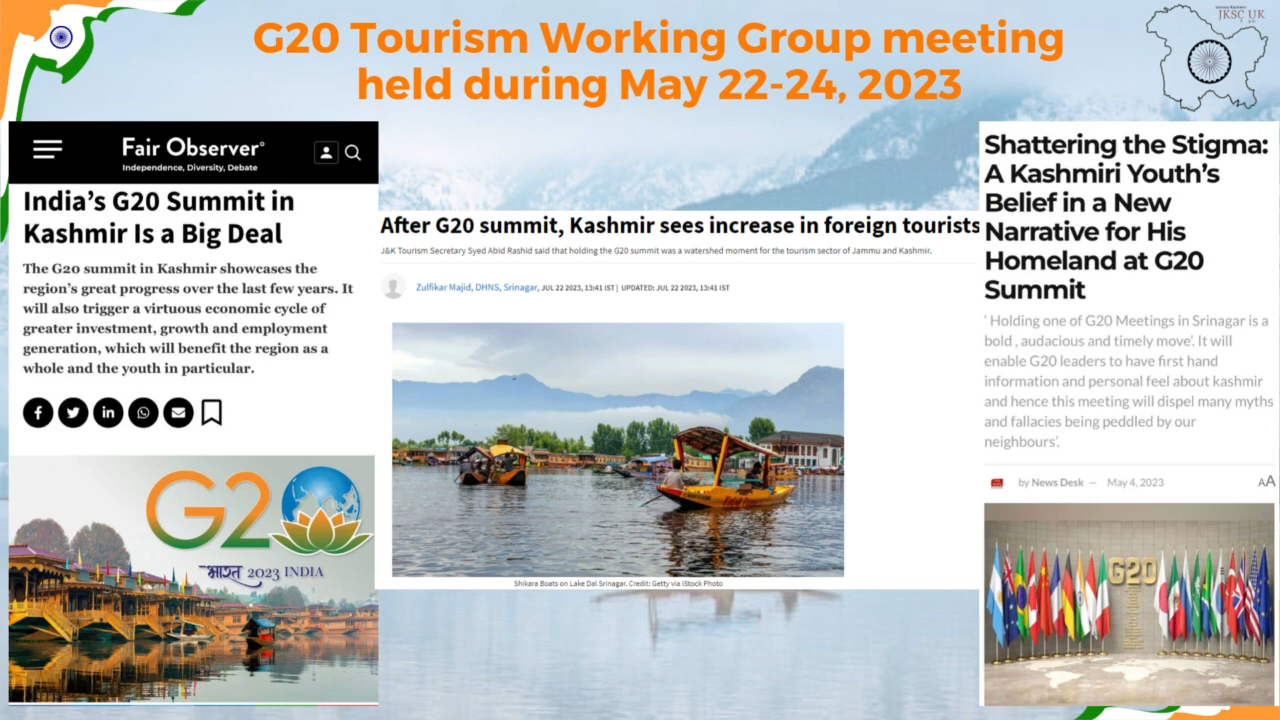 G20 Tourism Working Group meeting
held during May 22-24, 2023
JKSC UK
Fair Observer°
Independence, Diversity, Debate
India’s G20 Summit in
Kashmir Is a Big Deal
The G20 summit in Kashmir showcases the
region’s great progress over the last few years. It
will also trigger a virtuous economic cycle of
greater investment, growth and employment
generation, which will benefit the region as a
whole and the youth in particular.
G20
भारत 2023 INDIA
After G20 summit, Kashmir sees increase in foreign tourists
J&K Tourism Secretary Syed Abid Rashid said that holding the G20 summit was a watershed moment for the tourism sector of Jammu and Kashmir.
Zulfikar Majid, DHNS, Srinagar, JUL 22 2023, 13:41 IST | UPDATED: JUL 22 2023, 13:41 IST
Shikara Boats on Lake Dal Srinagar. Credit: Getty via iStock Photo
Shattering the Stigma:
A Kashmiri Youth’s
Belief in a New
Narrative for His
Homeland at G20
Summit
‘ Holding one of G20 Meetings in Srinagar is a
bold , audacious and timely move’. It will
enable G20 leaders to have first hand
information and personal feel about kashmir
and hence this meeting will dispel many myths
and fallacies being peddled by our
neighbours’.
by News Desk — May 4, 2023
AA
G20